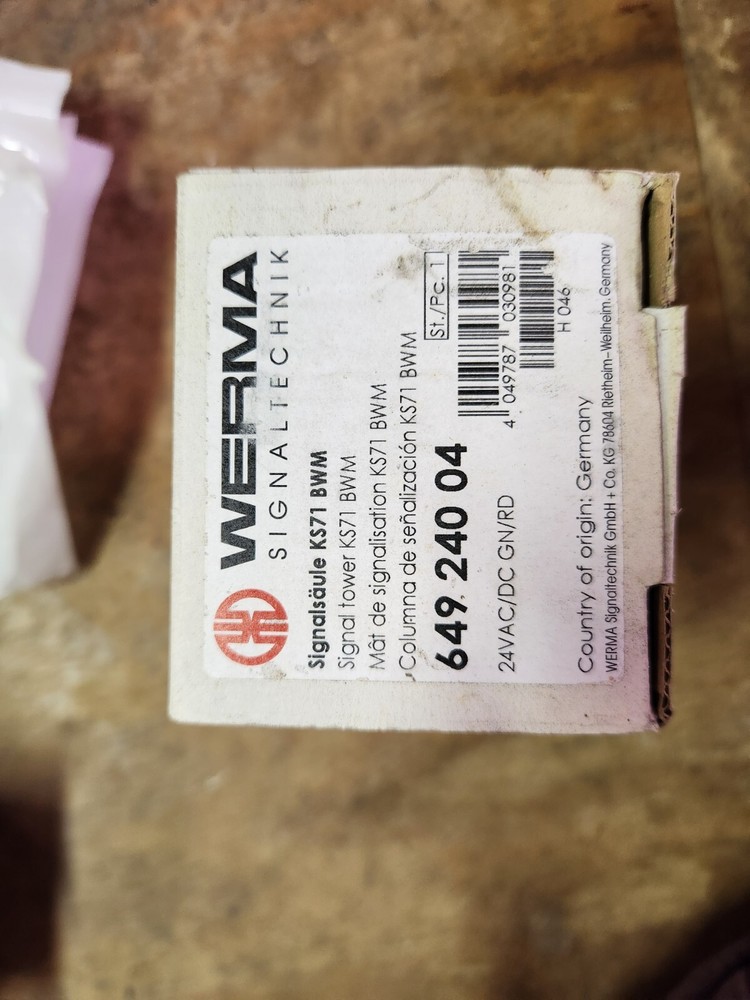 WERMA
SIGNALTECHNIK
Signalsäule KS71 BWM
Signal tower KS71 BWM
Mât de signalisation KS71 BWM
Columna de señalización KS71 BWM
649 240 04
St./Pc. 1
24VAC/DC GN/RD
4 049787 030981
H 046
Country of origin: Germany
WERMA Signaltechnik GmbH + Co. KG 78604 Rietheim-Weilheim, Germany